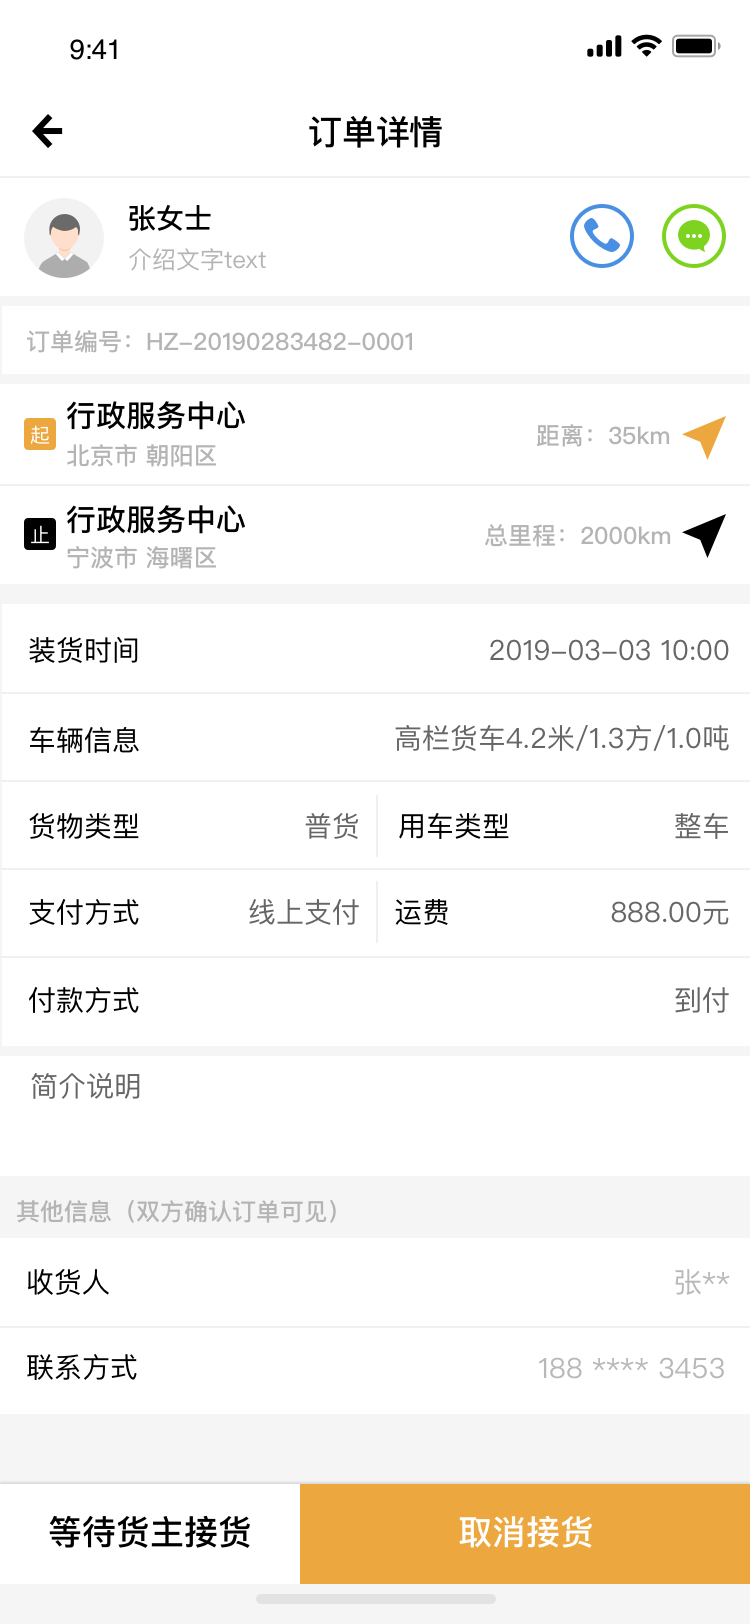 9:41
订单详情
张女士
介绍文字text
订单编号：HZ-20190283482-0001
起 行政服务中心
北京市 朝阳区
距离：35km
止 行政服务中心
宁波市 海曙区
总里程：2000km
装货时间 2019-03-03 10:00
车辆信息 高栏货车4.2米/1.3方/1.0吨
货物类型 普货 用车类型 整车
支付方式 线上支付 运费 888.00元
付款方式 到付
简介说明
其他信息（双方确认订单可见）
收货人 张**
联系方式 188 **** 3453
等待货主接货 取消接货